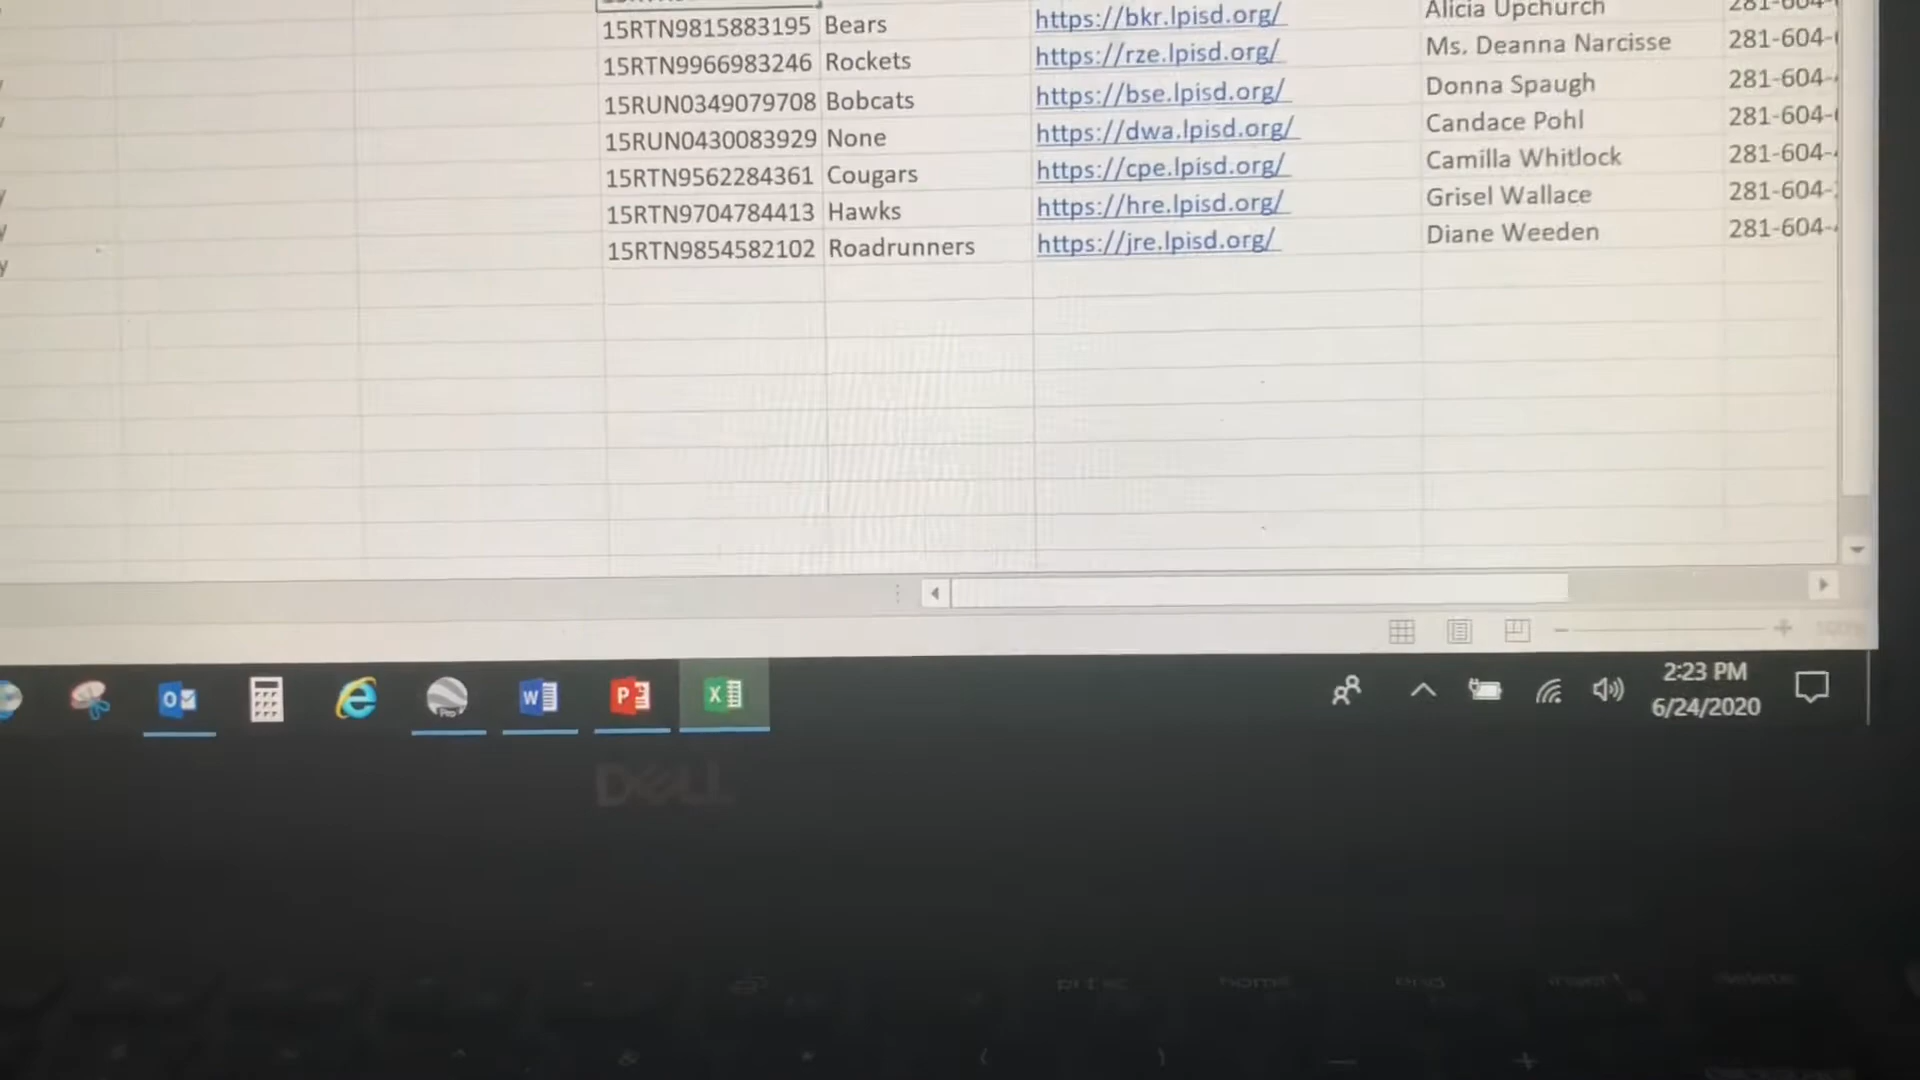 15RTN9815883195 Bears https://bkr.lpisd.org/ Alicia Upchurch 281-604-
15RTN9966983246 Rockets https://rze.lpisd.org/ Ms. Deanna Narcisse 281-604-
15RUN0349079708 Bobcats https://bse.lpisd.org/ Donna Spaugh 281-604-
15RUN0430083929 None https://dwa.lpisd.org/ Candace Pohl 281-604-
15RTN9562284361 Cougars https://cpe.lpisd.org/ Camilla Whitlock 281-604-
15RTN9704784413 Hawks https://hre.lpisd.org/ Grisel Wallace 281-604-
15RTN9854582102 Roadrunners https://jre.lpisd.org/ Diane Weeden 281-604-
2:23 PM
6/24/2020
DELL
home